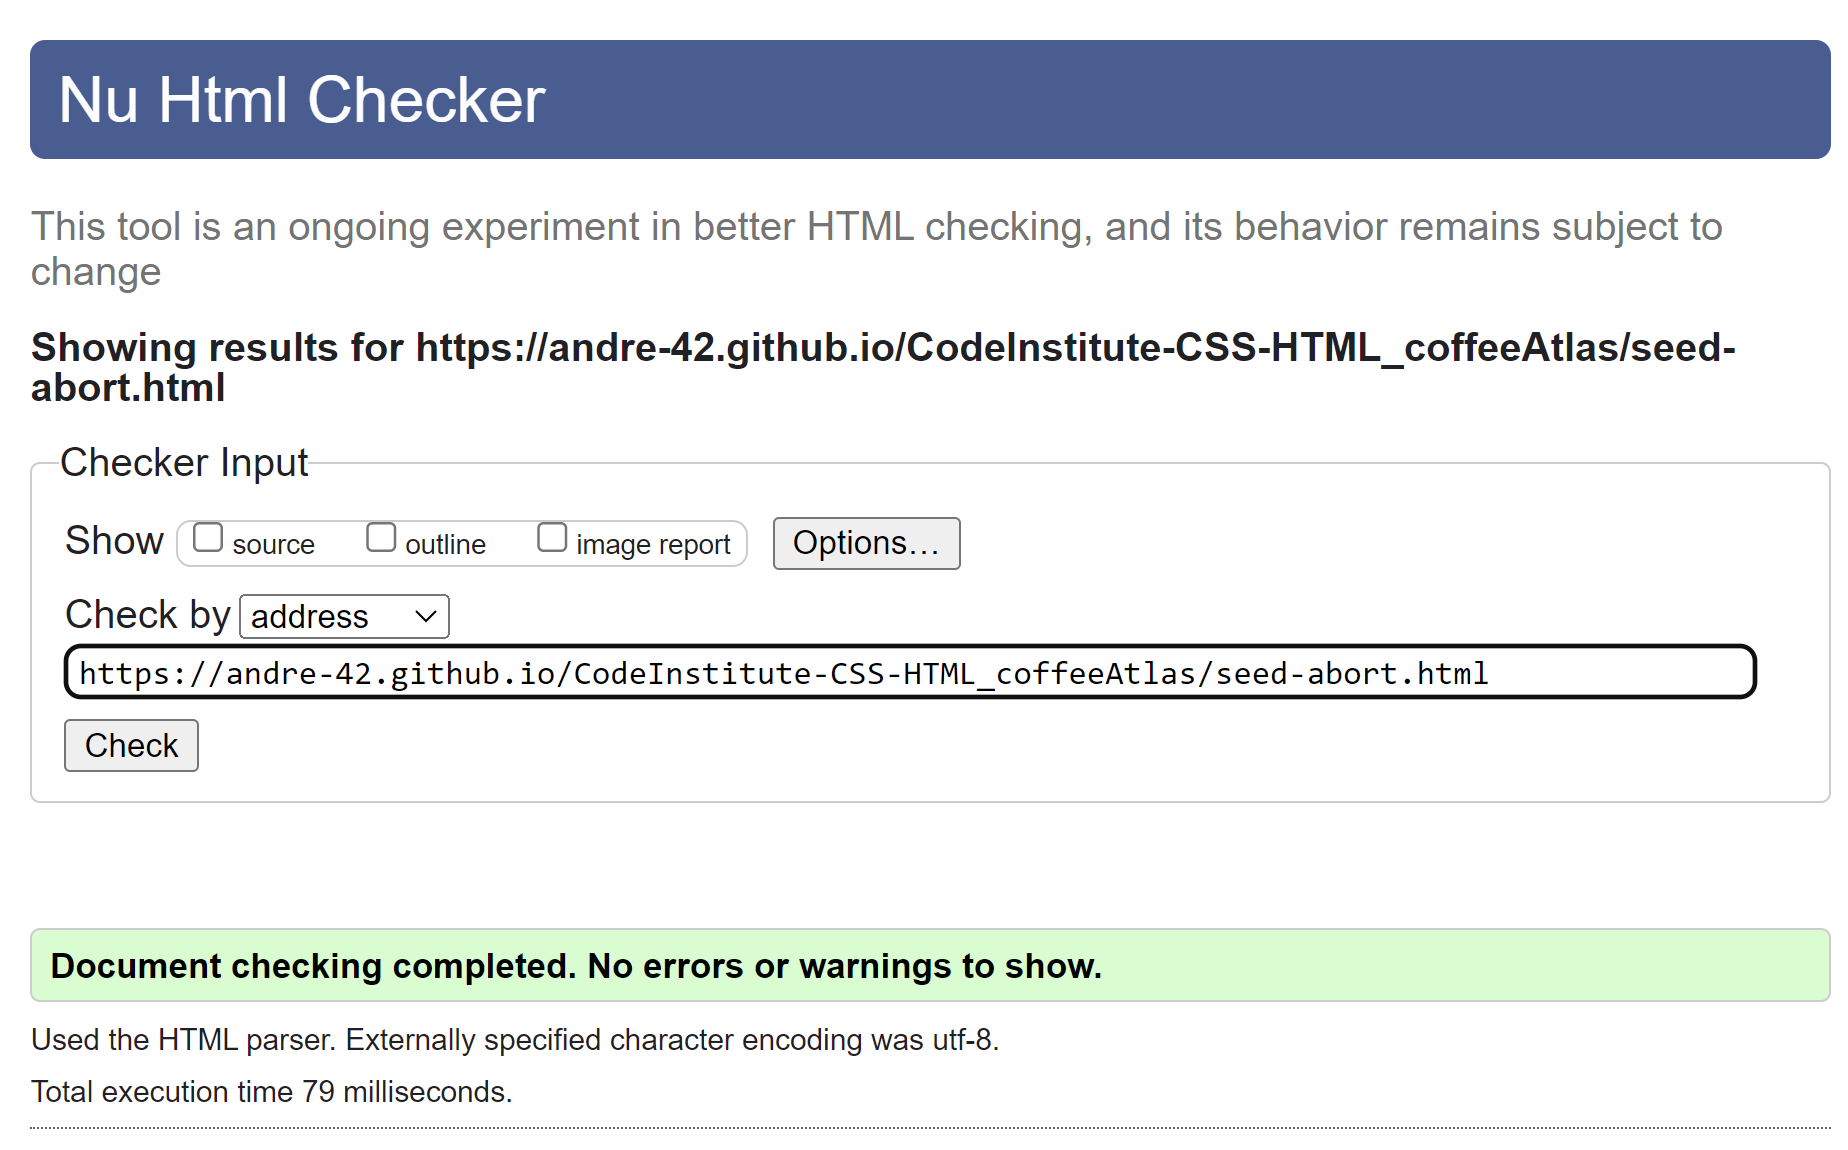 Nu Html Checker
This tool is an ongoing experiment in better HTML checking, and its behavior remains subject to
change
Showing results for https://andre-42.github.io/CodeInstitute-CSS-HTML_coffeeAtlas/seed-
abort.html
Checker Input
Show source outline image report Options…
Check by address
https://andre-42.github.io/CodeInstitute-CSS-HTML_coffeeAtlas/seed-abort.html
Check
Document checking completed. No errors or warnings to show.
Used the HTML parser. Externally specified character encoding was utf-8.
Total execution time 79 milliseconds.